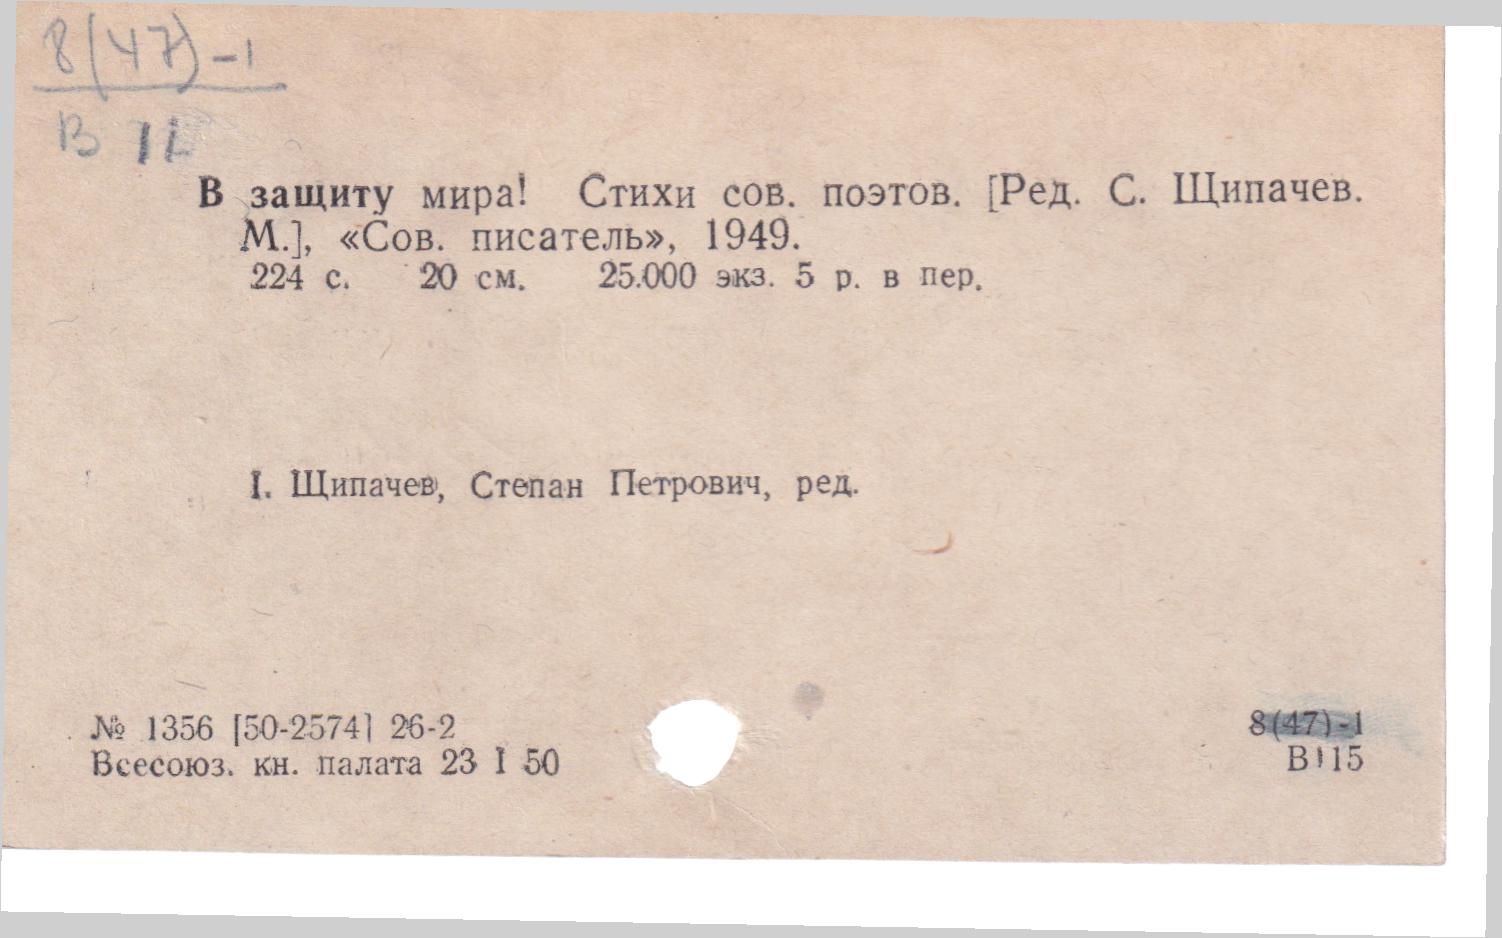 8(47)-1
В
В защиту мира! Стихи сов. поэтов. [Ред. С. Щипачев.
М.], «Сов. писатель», 1949.
224 с. 20 см. 25.000 экз. 5 р. в пер.
I. Щипачев, Степан Петрович, ред.
№ 1356 [50-2574] 26-2
Всесоюз. кн. палата 23 I 50
8(47)-1
В115